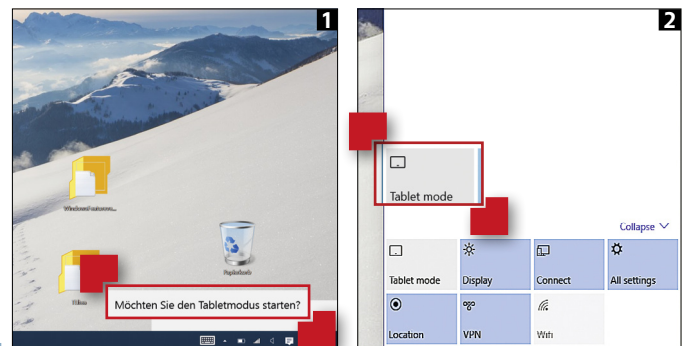 1
Papierkorb
Möchten Sie den Tabletmodus starten?
2
Tablet mode
Collapse
Tablet mode
Display
Connect
All settings
Location
VPN
Wifi